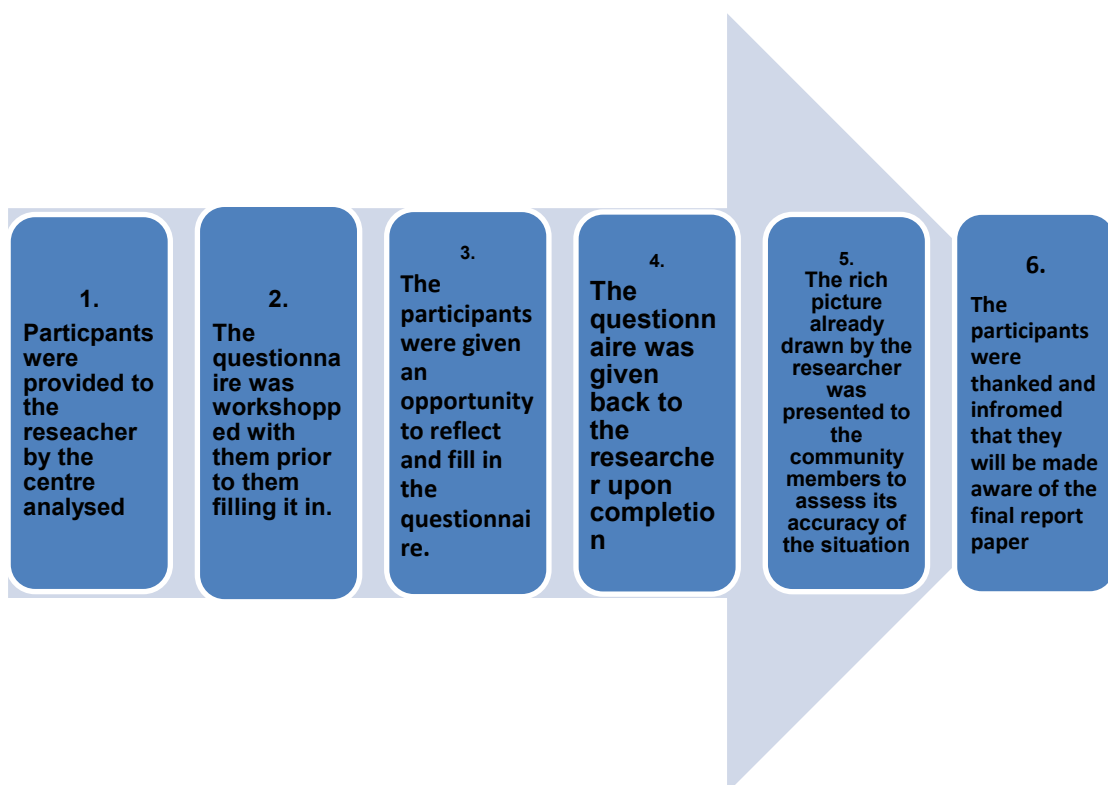 1.
Particpants
were
provided to
the
reseacher
by the
centre
analysed
2.
The
questionna
ire was
workshopp
ed with
them prior
to them
filling it in.
3.
The
participants
were given
an
opportunity
to reflect
and fill in
the
questionnai
re.
4.
The
questionn
aire was
given
back to
the
researche
r upon
completio
n
5.
The rich
picture
already
drawn by the
researcher
was
presented to
the
community
members to
assess its
accuracy of
the situation
6.
The
participants
were
thanked and
infromed
that they
will be made
aware of the
final report
paper